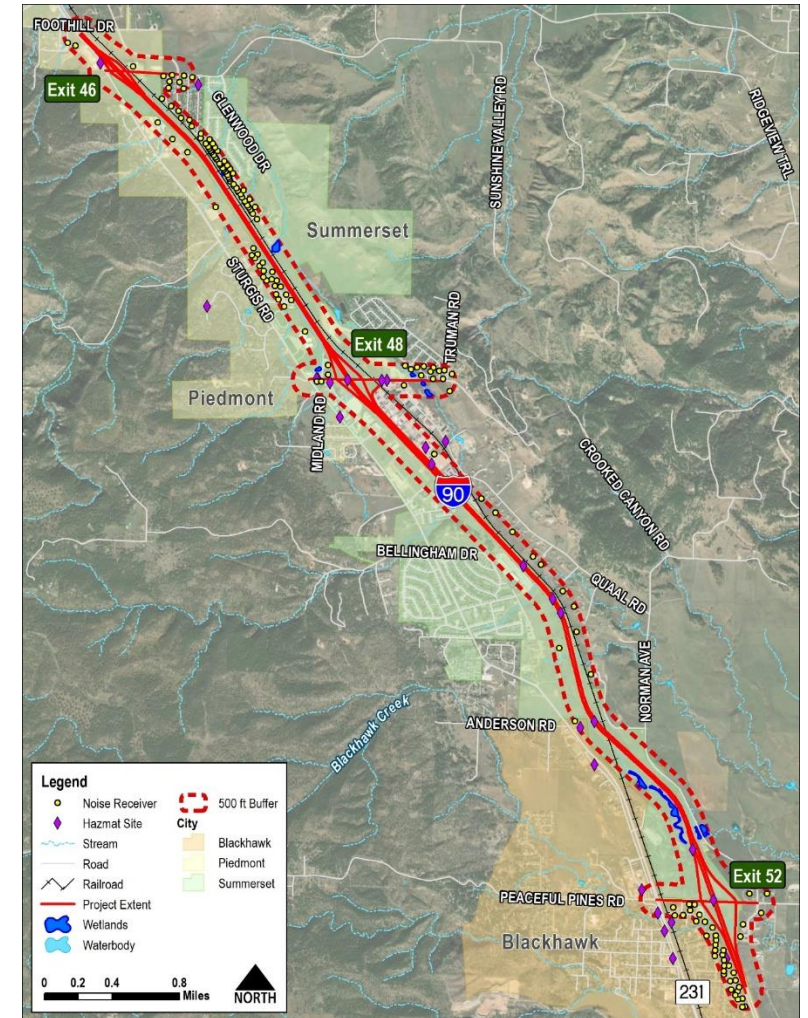 FOOTHILL DR
Exit 46
GLENWOOD DR
SUNSHINE VALLEY RD
RIDGEVIEW TRL
Summerset
STURGIS RD
Exit 48
TRUMAN RD
Piedmont
MIDLAND RD
CROOKED CANYON RD
90
BELLINGHAM DR
QUAAL RD
NORMAN AVE
ANDERSON RD
Blackhawk Creek
Exit 52
PEACEFUL PINES RD
Blackhawk
231
Legend
Noise Receiver
Hazmat Site
Stream
Road
Railroad
Project Extent
Wetlands
Waterbody
500 ft Buffer
City
Blackhawk
Piedmont
Summerset
0 0.2 0.4 0.8
Miles
NORTH